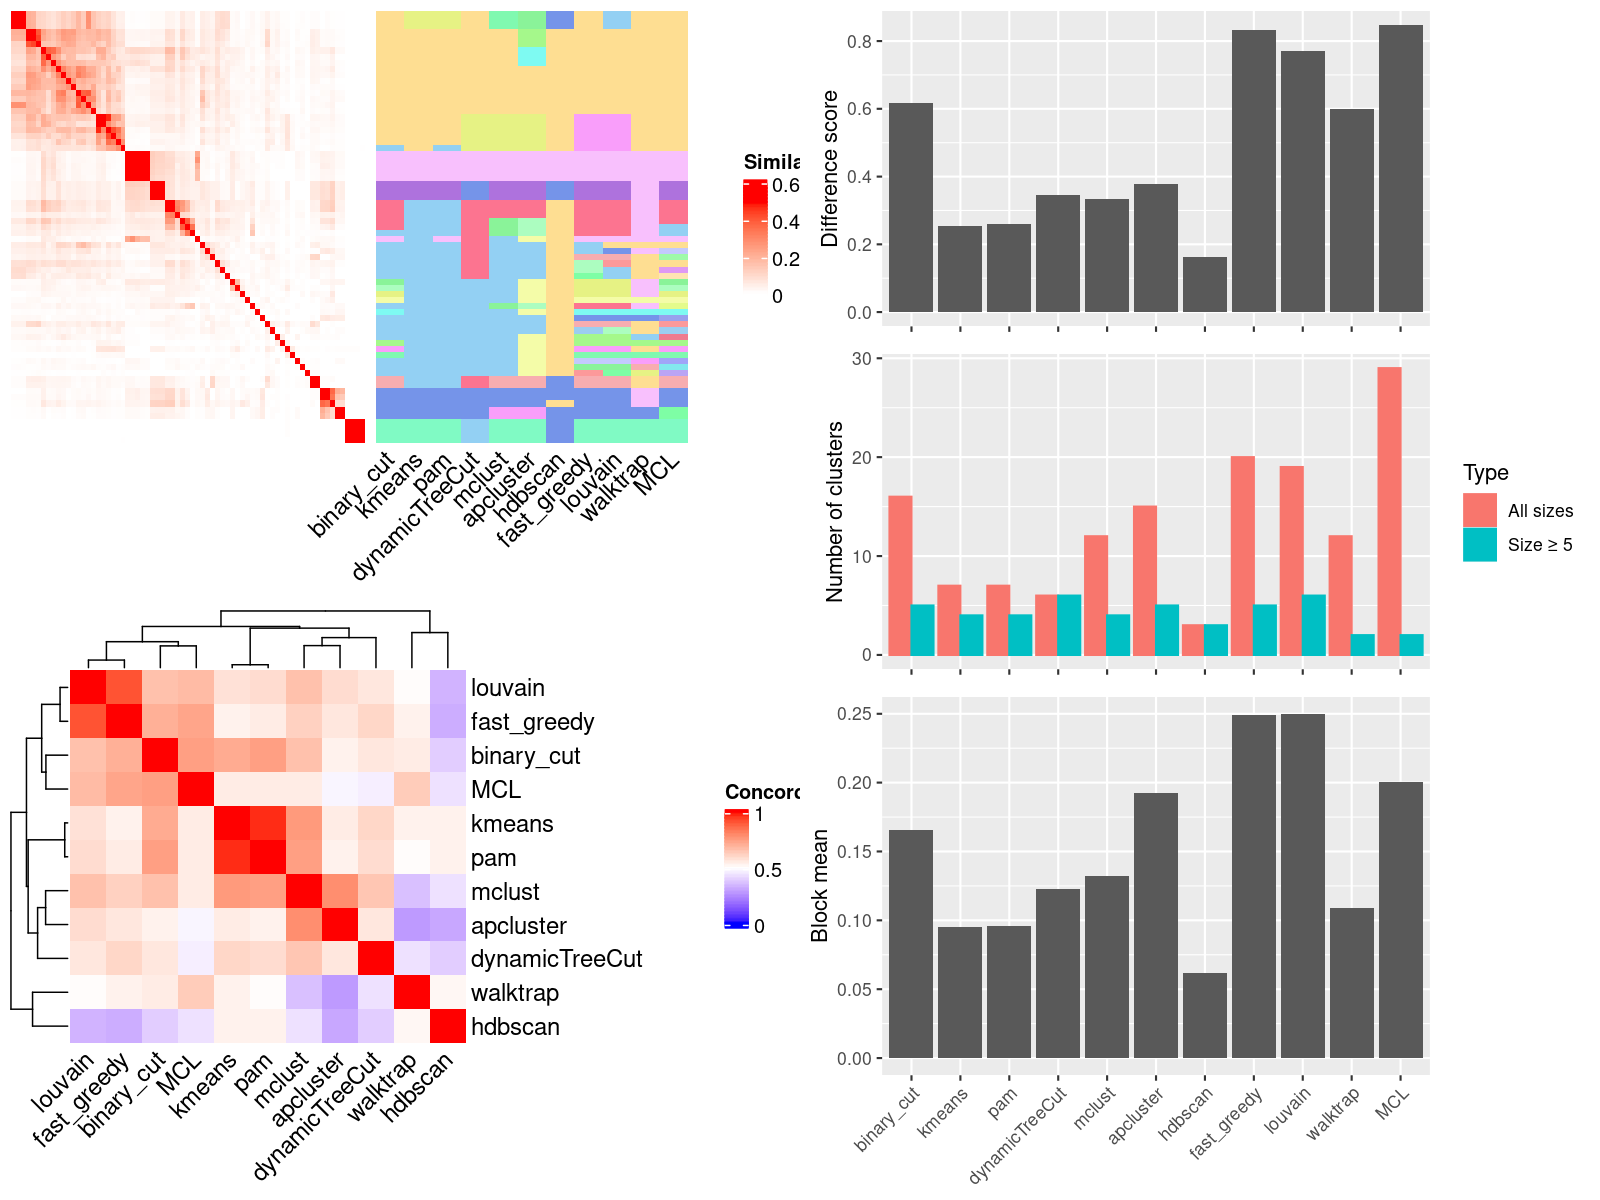 Simila
0.6
0.4
0.2
0
binary_cut
kmeans
pam
dynamicTreeCut
mclust
apcluster
hdbscan
fast_greedy
louvain
walktrap
MCL
Difference score
0.8
0.6
0.4
0.2
0.0
Number of clusters
30
20
10
0
Type
All sizes
Size ≥ 5
louvain
fast_greedy
binary_cut
MCL
kmeans
pam
mclust
apcluster
dynamicTreeCut
walktrap
hdbscan
louvain
fast_greedy
binary_cut
MCL
kmeans
pam
mclust
apcluster
dynamicTreeCut
walktrap
hdbscan
Concord
1
0.5
0
Block mean
0.25
0.20
0.15
0.10
0.05
0.00
binary_cut
kmeans
pam
dynamicTreeCut
mclust
apcluster
hdbscan
fast_greedy
louvain
walktrap
MCL